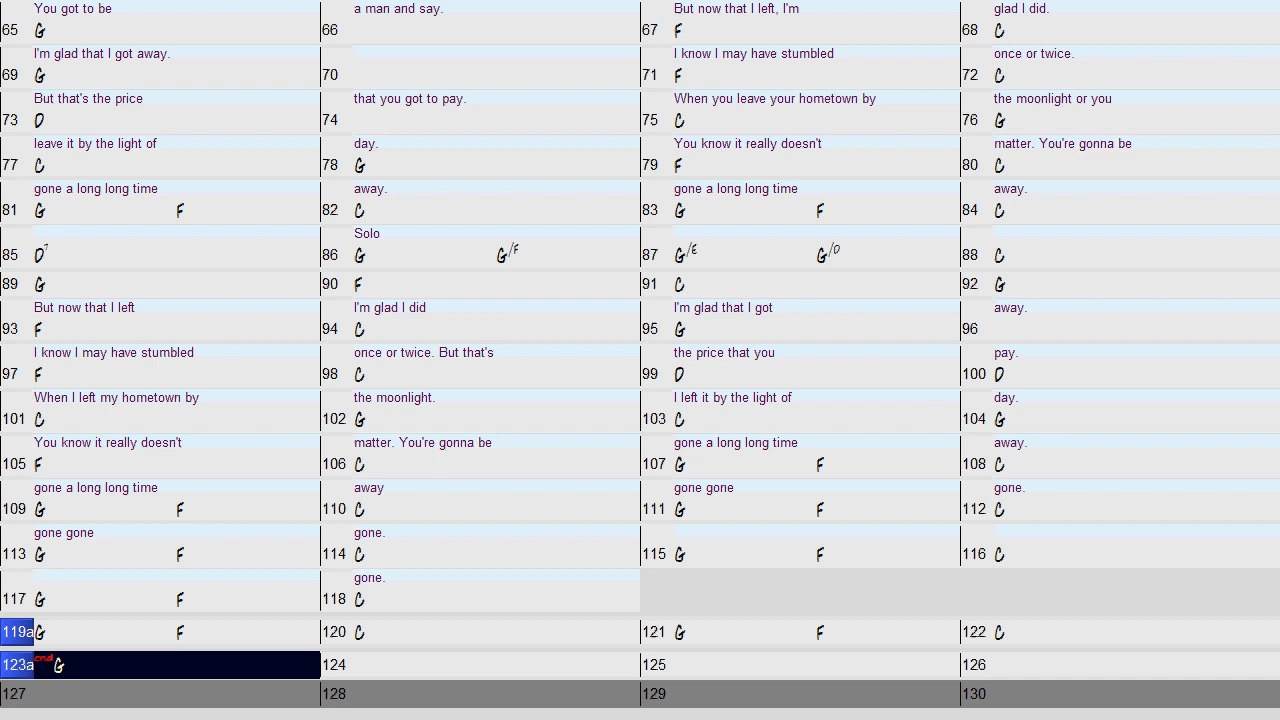 You got to be a man and say. But now that I left, I'm glad I did.
65 G 66 67 F 68 C
I'm glad that I got away. I know I may have stumbled once or twice.
69 G 70 71 F 72 C
But that's the price that you got to pay. When you leave your hometown by the moonlight or you
73 D 74 75 C 76 G
leave it by the light of day. You know it really doesn't matter. You're gonna be
77 C 78 G 79 F 80 C
gone a long long time away. gone a long long time away.
81 G F 82 C 83 G F 84 C
Solo
85 D7 86 G G/F 87 G/E G/D 88 C
89 G 90 F 91 C 92 G
But now that I left I'm glad I did I'm glad that I got away.
93 F 94 C 95 G 96
I know I may have stumbled once or twice. But that's the price that you pay.
97 F 98 C 99 D 100 D
When I left my hometown by the moonlight. I left it by the light of day.
101 C 102 G 103 C 104 G
You know it really doesn't matter. You're gonna be gone a long long time away.
105 F 106 C 107 G F 108 C
gone a long long time away gone gone gone.
109 G F 110 C 111 G F 112 C
gone gone gone.
113 G F 114 C 115 G F 116 C
gone.
117 G F 118 C
119a G F 120 C 121 G F 122 C
123a end G 124 125 126
127 128 129 130